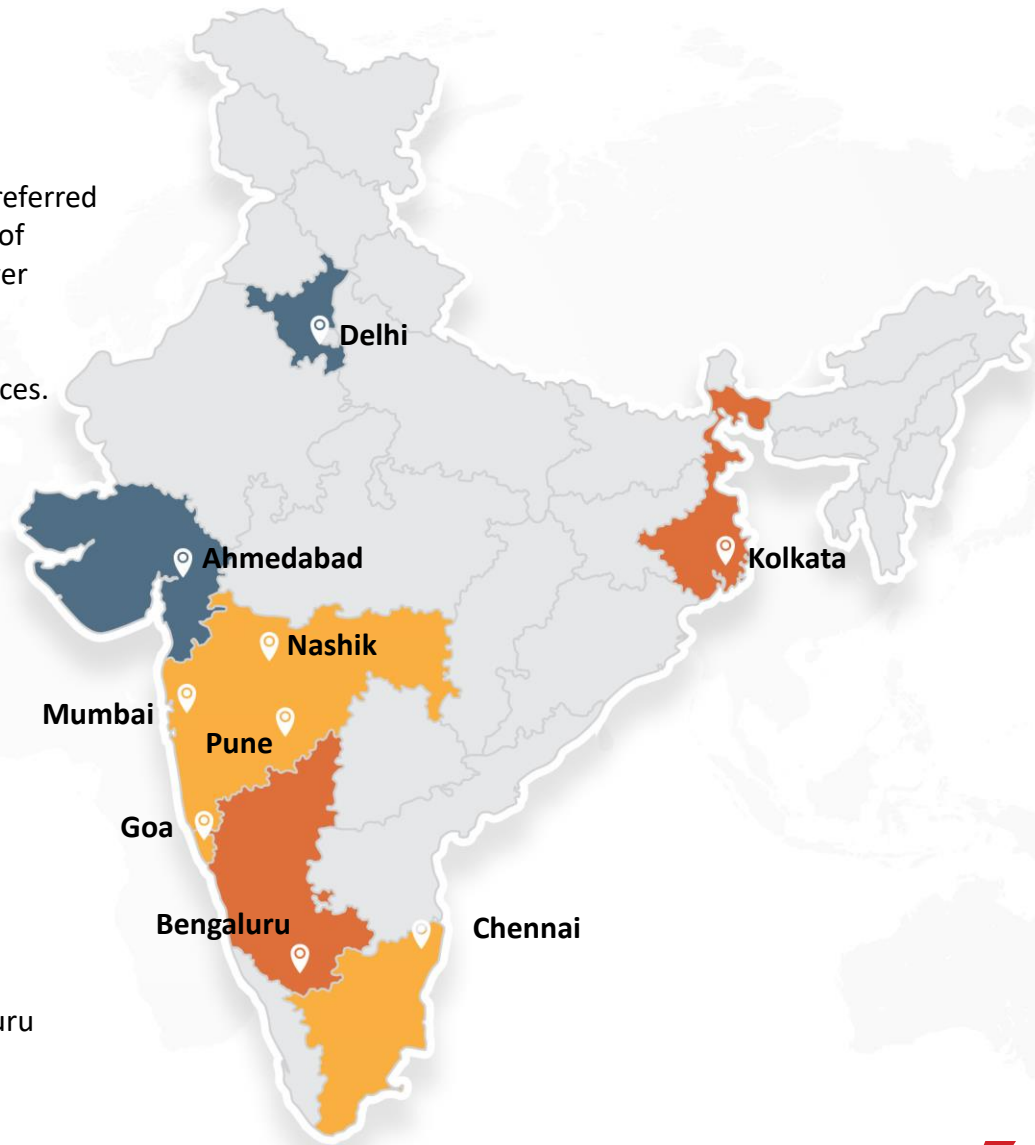 referred
of
er
ces.
Delhi
Ahmedabad
Kolkata
Nashik
Mumbai
Pune
Goa
Bengaluru
Chennai
uru